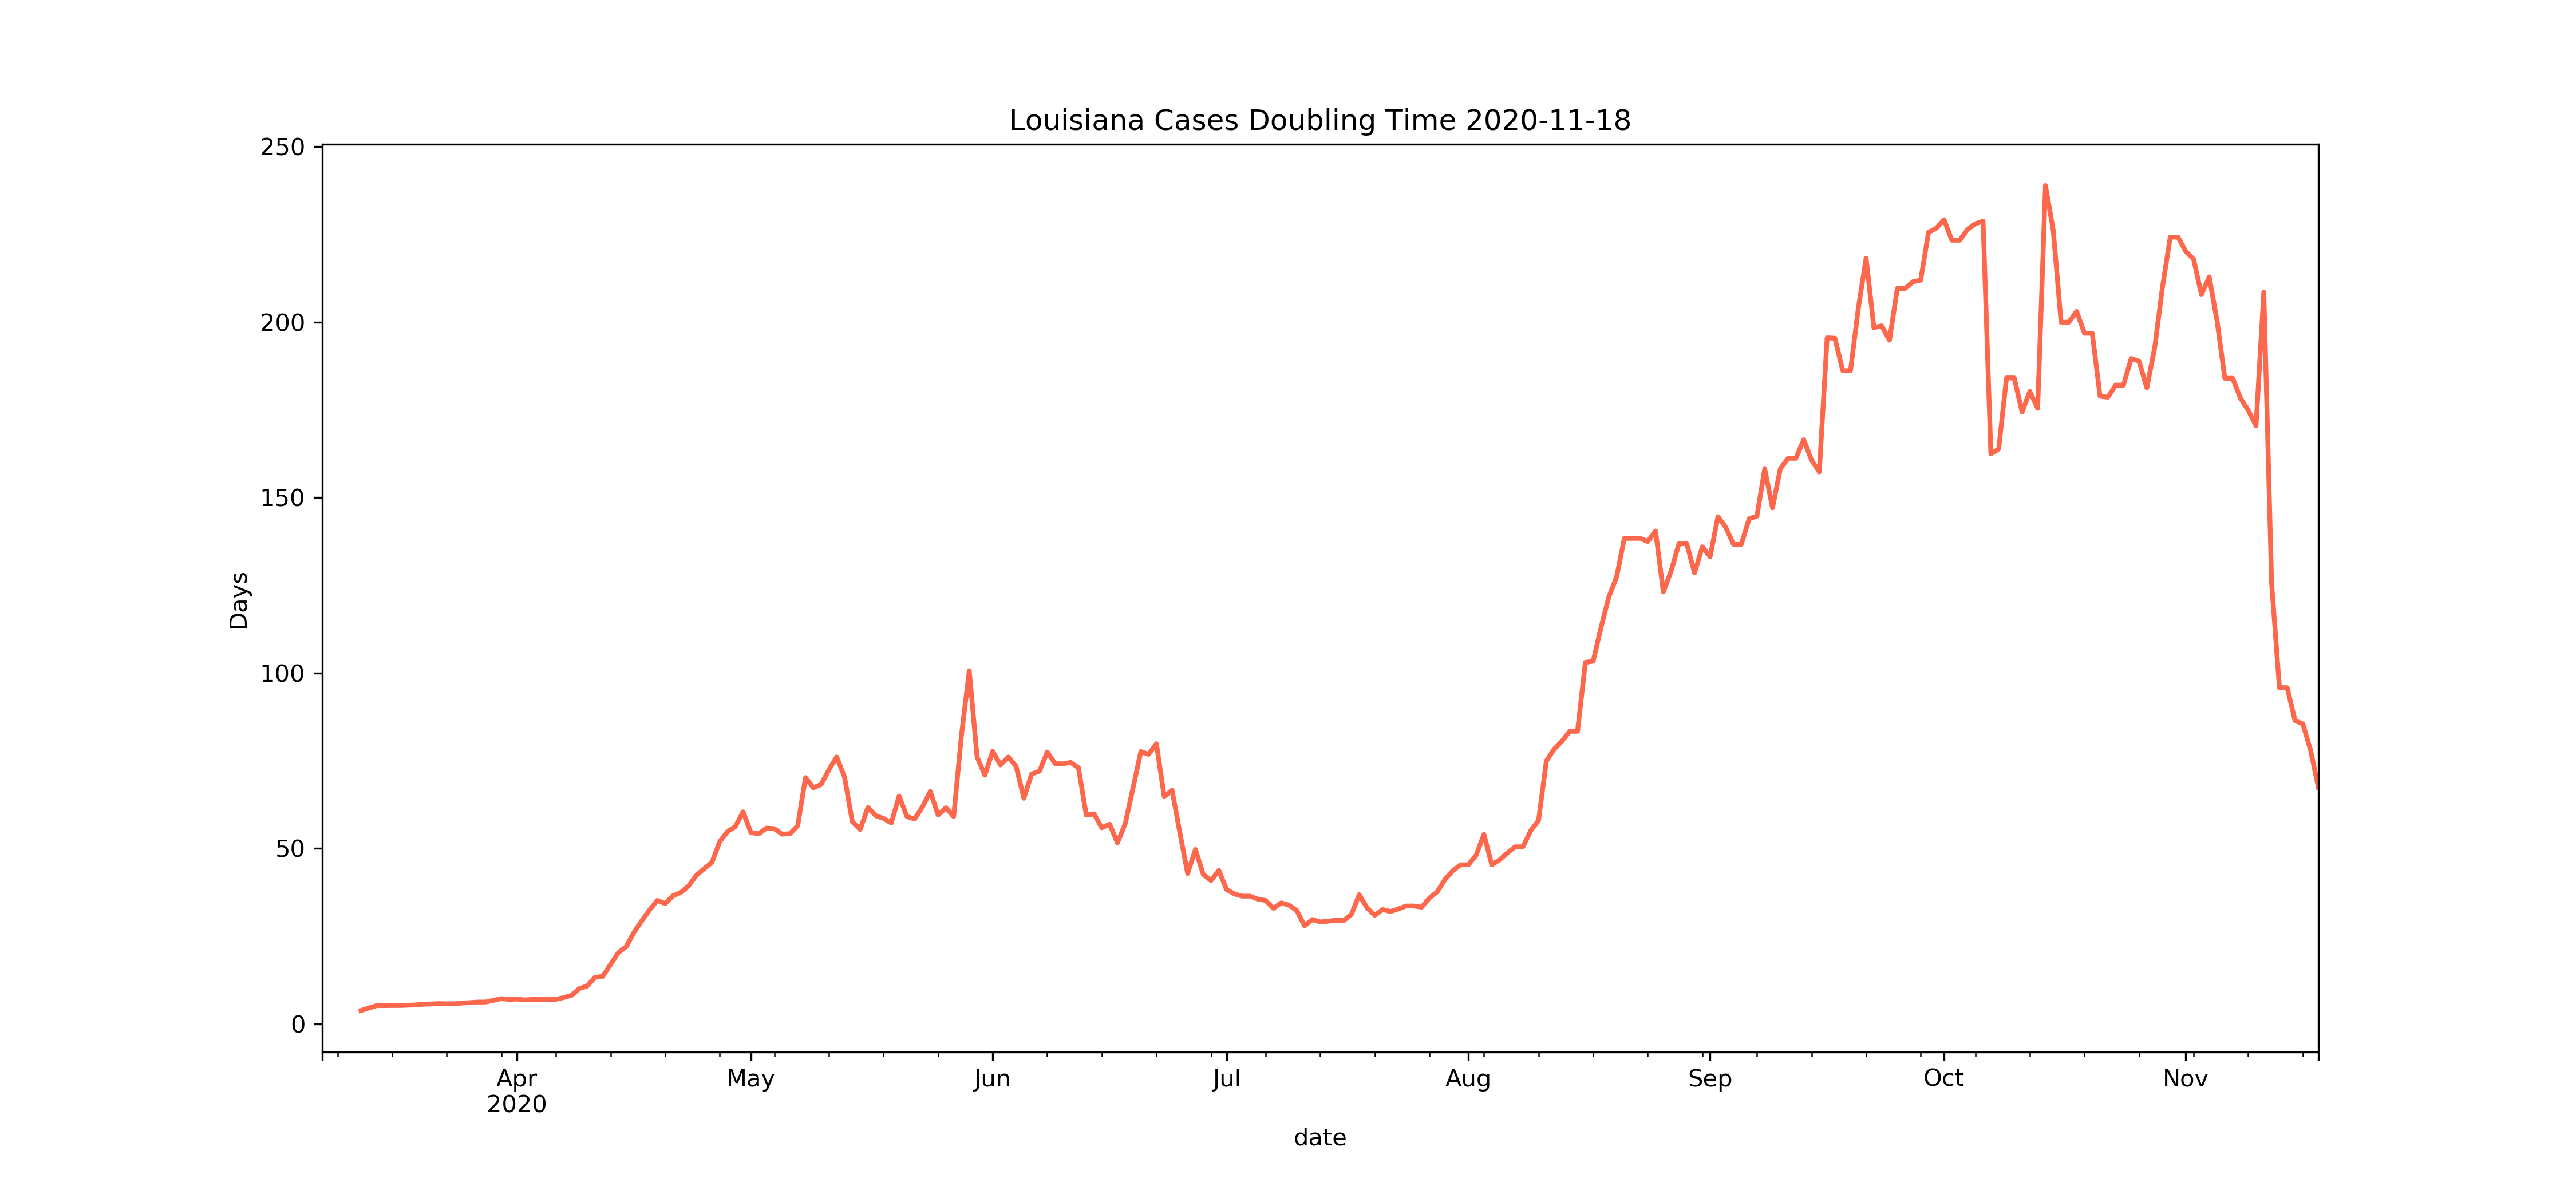 Louisiana Cases Doubling Time 2020-11-18
250
200
150
100
50
0
Days
Apr May Jun Jul Aug Sep Oct Nov
2020
date